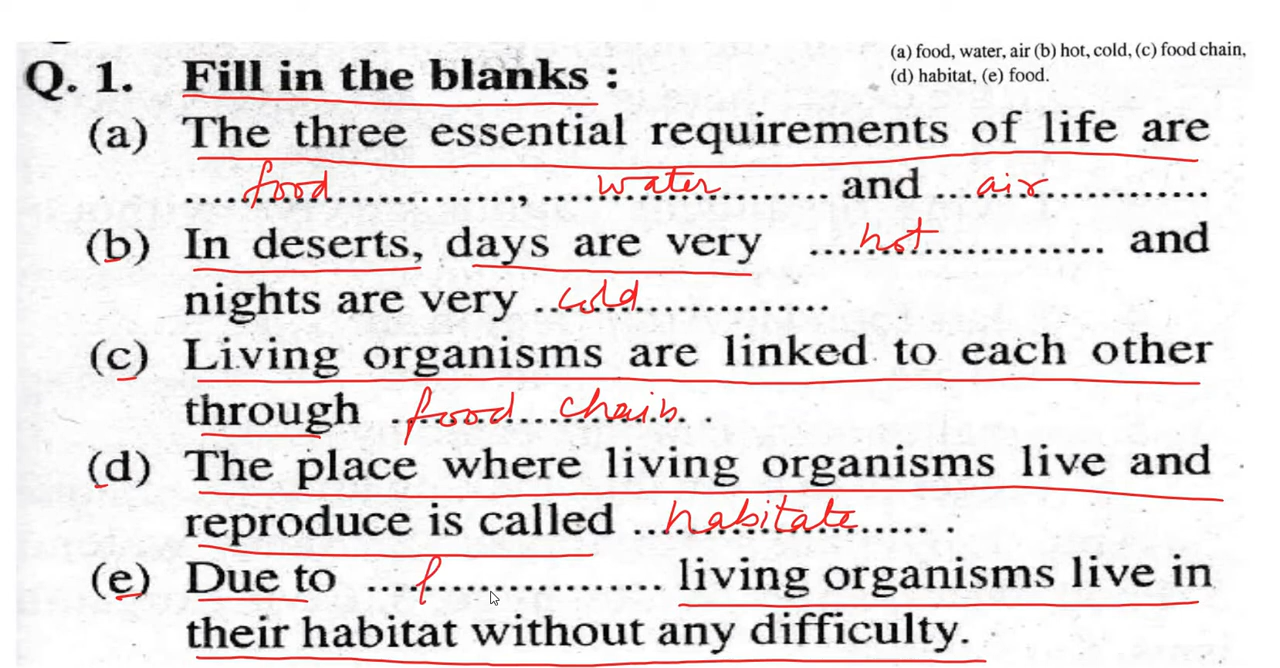 (a) food, water, air (b) hot, cold, (c) food chain,
(d) habitat, (e) food.
Q. 1. Fill in the blanks :
(a) The three essential requirements of life are
.....food....................., .....water............ and ...air...............
(b) In deserts, days are very ....hot............... and
nights are very ...cold................
(c) Living organisms are linked to each other
through ..food chain. .
(d) The place where living organisms live and
reproduce is called ...habitate...... .
(e) Due to ....f................ living organisms live in
their habitat without any difficulty.